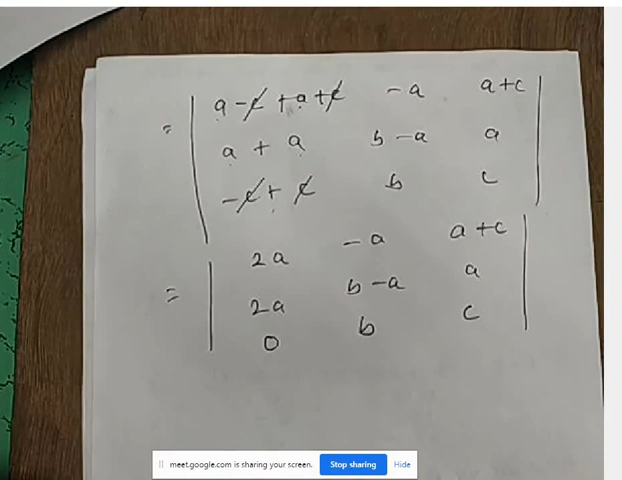 = | a - c + a + c   - a   a + c |
| a + a   b - a   a |
| - c + c   b   c |
= | 2a   - a   a + c |
| 2a   b - a   a |
| 0   b   c |
meet.google.com is sharing your screen. Stop sharing Hide